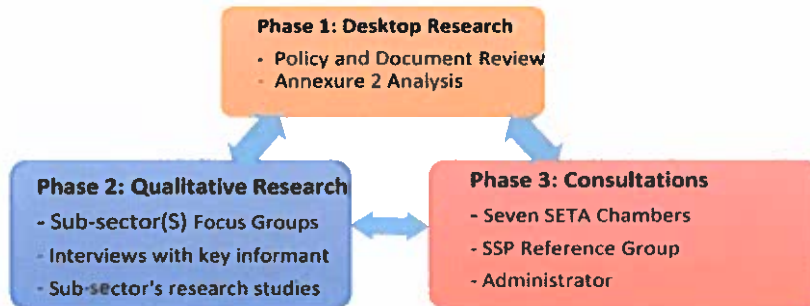 Phase 1: Desktop Research
- Policy and Document Review
- Annexure 2 Analysis
Phase 2: Qualitative Research
- Sub-sector(S) Focus Groups
- Interviews with key informant
- Sub-sector's research studies
Phase 3: Consultations
- Seven SETA Chambers
- SSP Reference Group
- Administrator